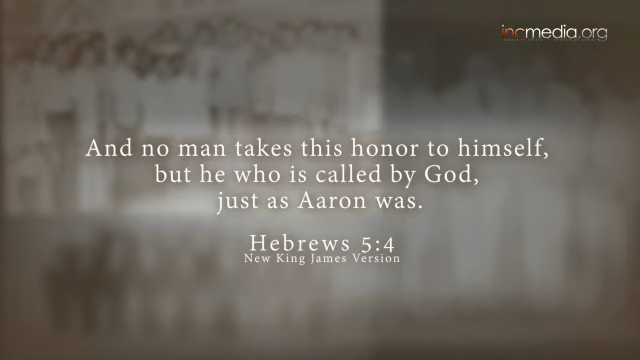 incmedia.org
And no man takes this honor to himself,
but he who is called by God,
just as Aaron was.
Hebrews 5:4
New King James Version